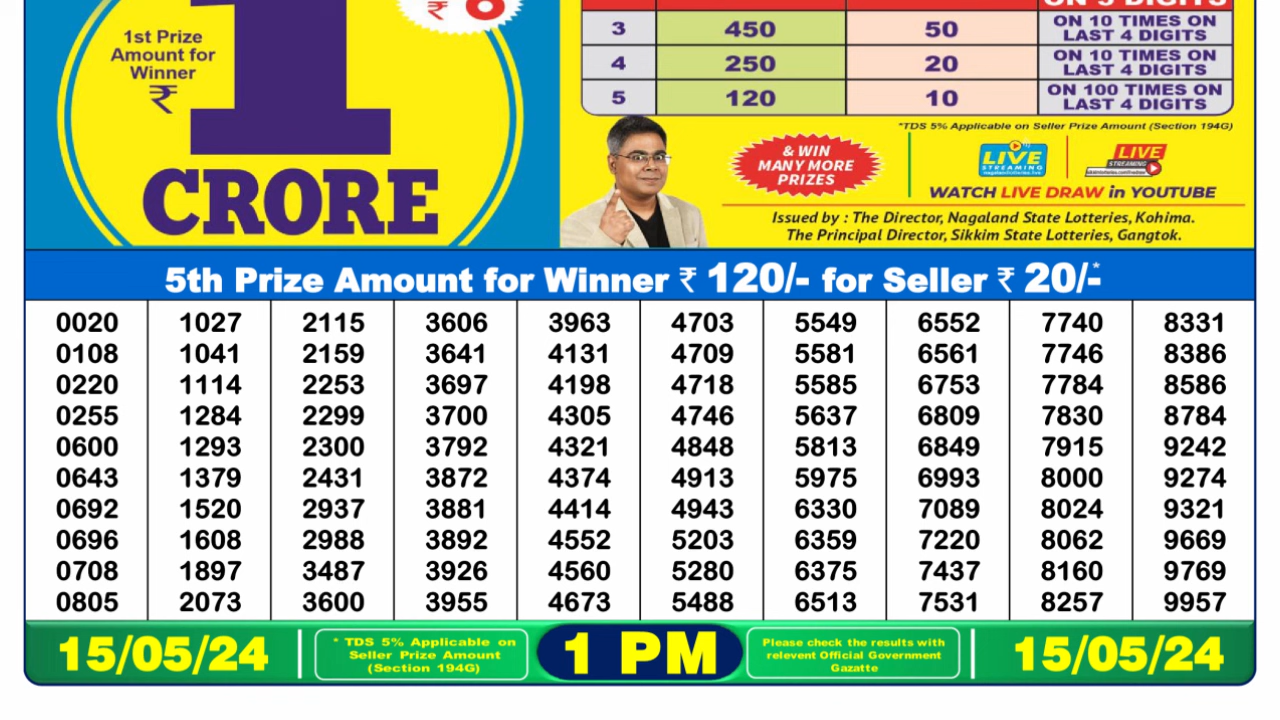 ₹ 6
1st Prize
Amount for
Winner
₹
1
CRORE
ON 5 DIGITS
3 450 50 ON 10 TIMES ON LAST 4 DIGITS
4 250 20 ON 10 TIMES ON LAST 4 DIGITS
5 120 10 ON 100 TIMES ON LAST 4 DIGITS
*TDS 5% Applicable on Seller Prize Amount (Section 194G)
& WIN
MANY MORE
PRIZES
LIVE
STREAMING
LIVE
STREAMING
WATCH LIVE DRAW in YOUTUBE
Issued by : The Director, Nagaland State Lotteries, Kohima.
The Principal Director, Sikkim State Lotteries, Gangtok.
5th Prize Amount for Winner ₹ 120/- for Seller ₹ 20/-*
0020 1027 2115 3606 3963 4703 5549 6552 7740 8331
0108 1041 2159 3641 4131 4709 5581 6561 7746 8386
0220 1114 2253 3697 4198 4718 5585 6753 7784 8586
0255 1284 2299 3700 4305 4746 5637 6809 7830 8784
0600 1293 2300 3792 4321 4848 5813 6849 7915 9242
0643 1379 2431 3872 4374 4913 5975 6993 8000 9274
0692 1520 2937 3881 4414 4943 6330 7089 8024 9321
0696 1608 2988 3892 4552 5203 6359 7220 8062 9669
0708 1897 3487 3926 4560 5280 6375 7437 8160 9769
0805 2073 3600 3955 4673 5488 6513 7531 8257 9957
15/05/24
* TDS 5% Applicable on
Seller Prize Amount
(Section 194G)
1 PM
Please check the results with
relevent Official Government
Gazatte
15/05/24